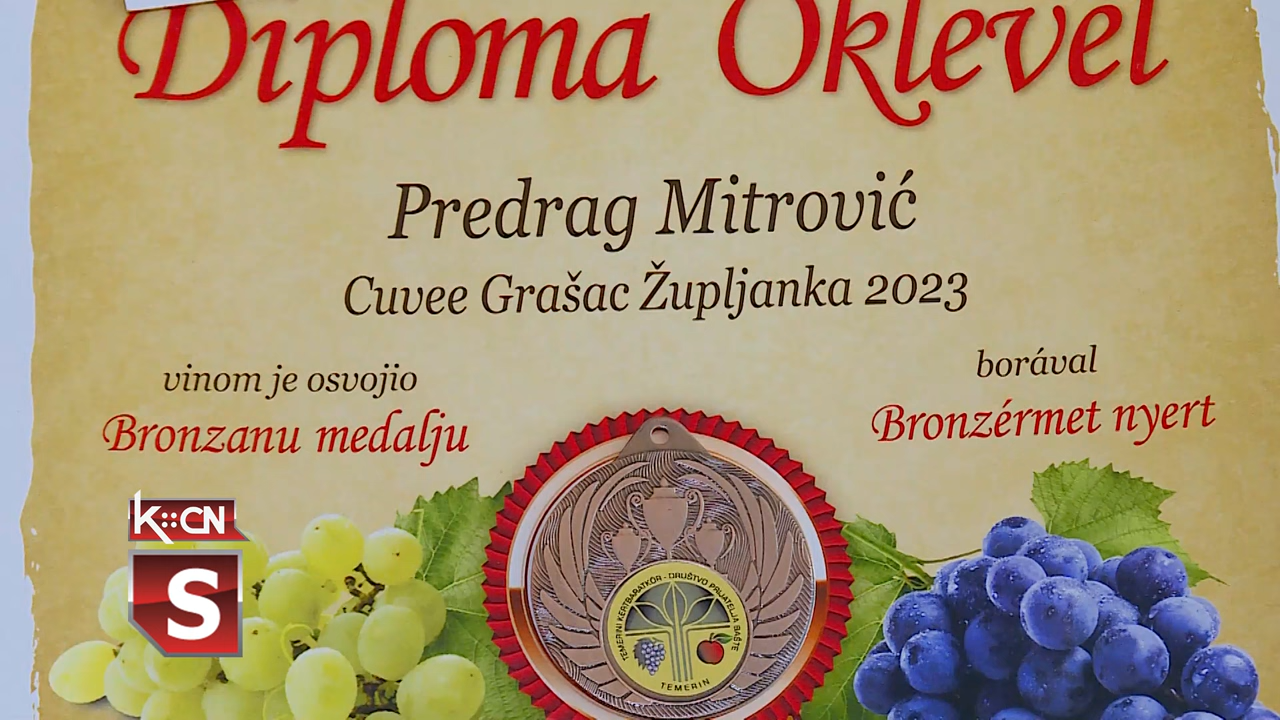 Diploma Oklevel
Predrag Mitrović
Cuvee Grašac Župljanka 2023
vinom je osvojio
Bronzanu medalju
borával
Bronzérmet nyert
K::CN
S
TEMERINI KERTBARÁTKÖR - DRUŠTVO PRIJATELJA BAŠTE
TEMERIN